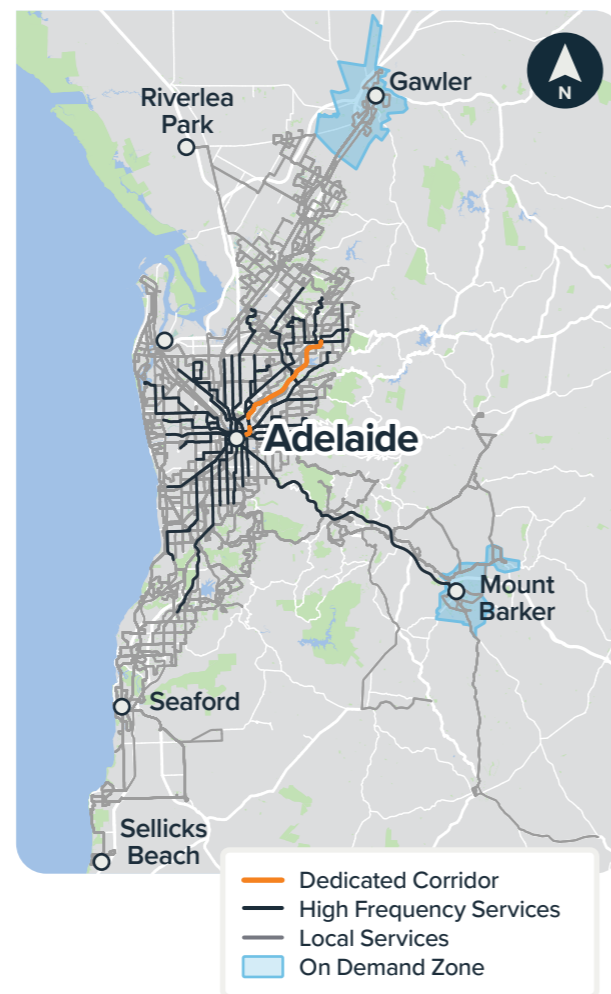 N
Gawler
Riverlea
Park
Adelaide
Mount
Barker
Seaford
Sellicks
Beach
Dedicated Corridor
High Frequency Services
Local Services
On Demand Zone